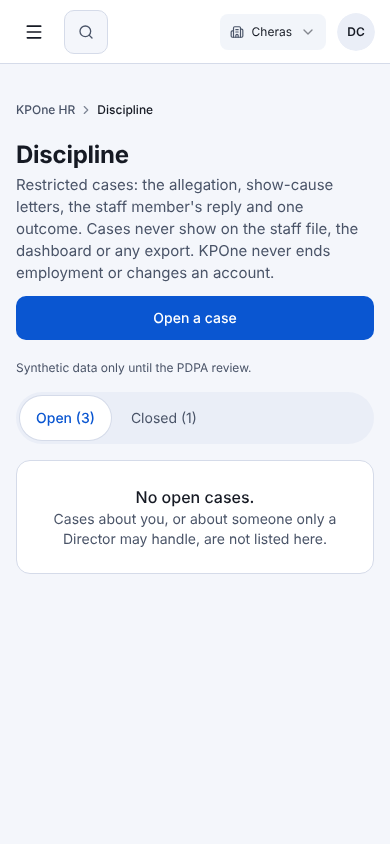 Cheras
DC
KPOne HR > Discipline
Discipline
Restricted cases: the allegation, show-cause
letters, the staff member's reply and one
outcome. Cases never show on the staff file, the
dashboard or any export. KPOne never ends
employment or changes an account.
Open a case
Synthetic data only until the PDPA review.
Open (3)
Closed (1)
No open cases.
Cases about you, or about someone only a
Director may handle, are not listed here.